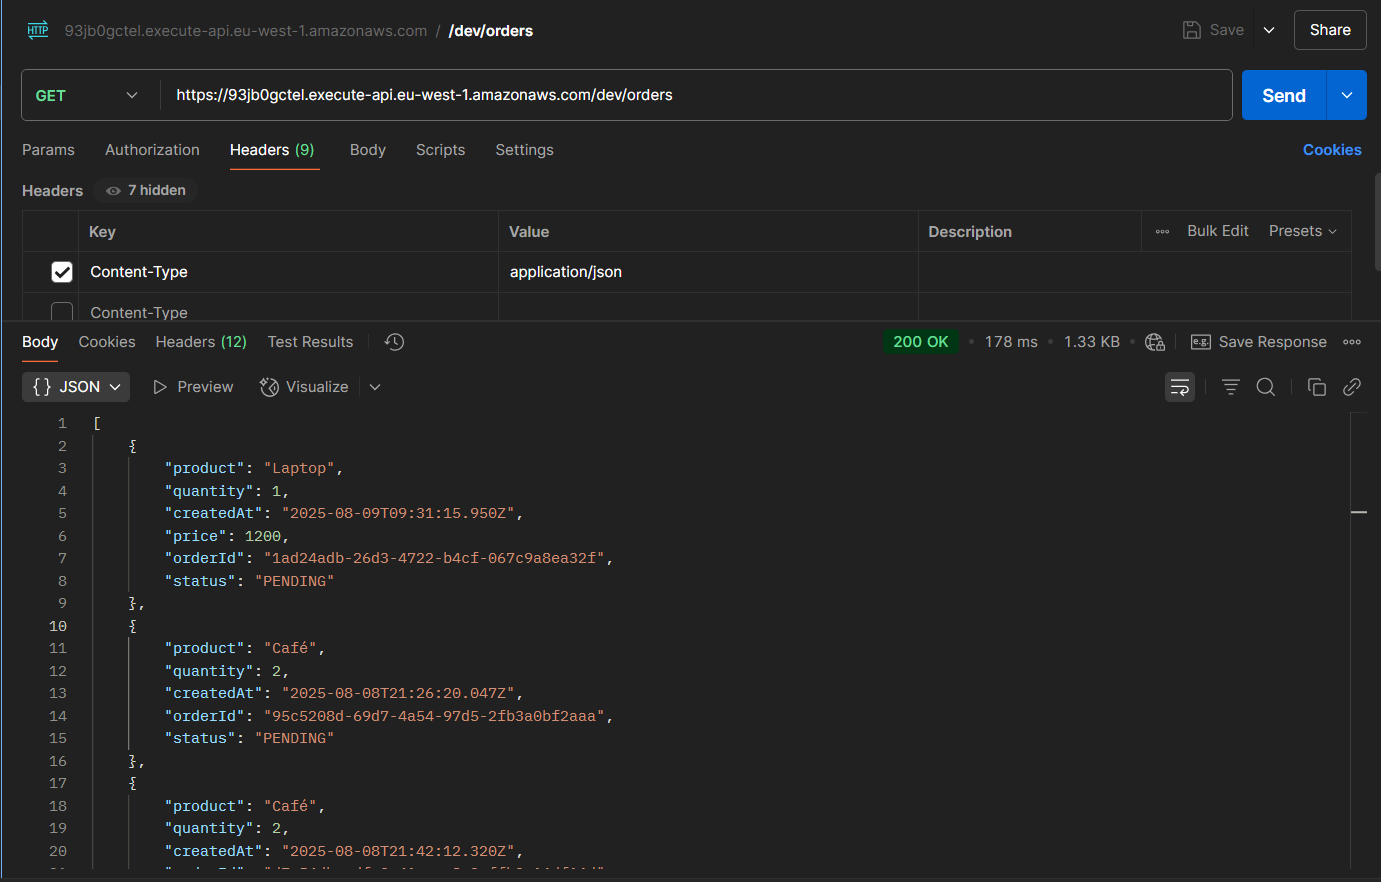 HTTP 93jb0gctel.execute-api.eu-west-1.amazonaws.com / /dev/orders Save Share
GET https://93jb0gctel.execute-api.eu-west-1.amazonaws.com/dev/orders Send
Params Authorization Headers (9) Body Scripts Settings Cookies
Headers 7 hidden
Key Value Description Bulk Edit Presets
Content-Type application/json
Content-Type
Body Cookies Headers (12) Test Results 200 OK • 178 ms • 1.33 KB • e.g. Save Response
{} JSON Preview Visualize
1 [
2 {
3 "product": "Laptop",
4 "quantity": 1,
5 "createdAt": "2025-08-09T09:31:15.950Z",
6 "price": 1200,
7 "orderId": "1ad24adb-26d3-4722-b4cf-067c9a8ea32f",
8 "status": "PENDING"
9 },
10 {
11 "product": "Café",
12 "quantity": 2,
13 "createdAt": "2025-08-08T21:26:20.047Z",
14 "orderId": "95c5208d-69d7-4a54-97d5-2fb3a0bf2aaa",
15 "status": "PENDING"
16 },
17 {
18 "product": "Café",
19 "quantity": 2,
20 "createdAt": "2025-08-08T21:42:12.320Z",